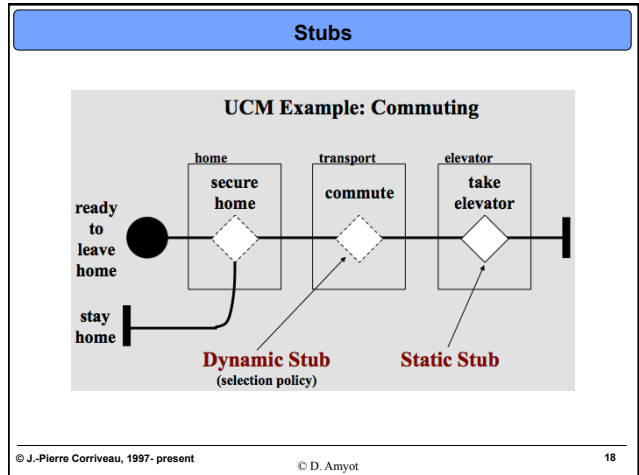 Stubs
UCM Example: Commuting
home
transport
elevator
secure
home
commute
take
elevator
ready
to
leave
home
stay
home
Dynamic Stub
(selection policy)
Static Stub
© J.-Pierre Corriveau, 1997- present
© D. Amyot
18